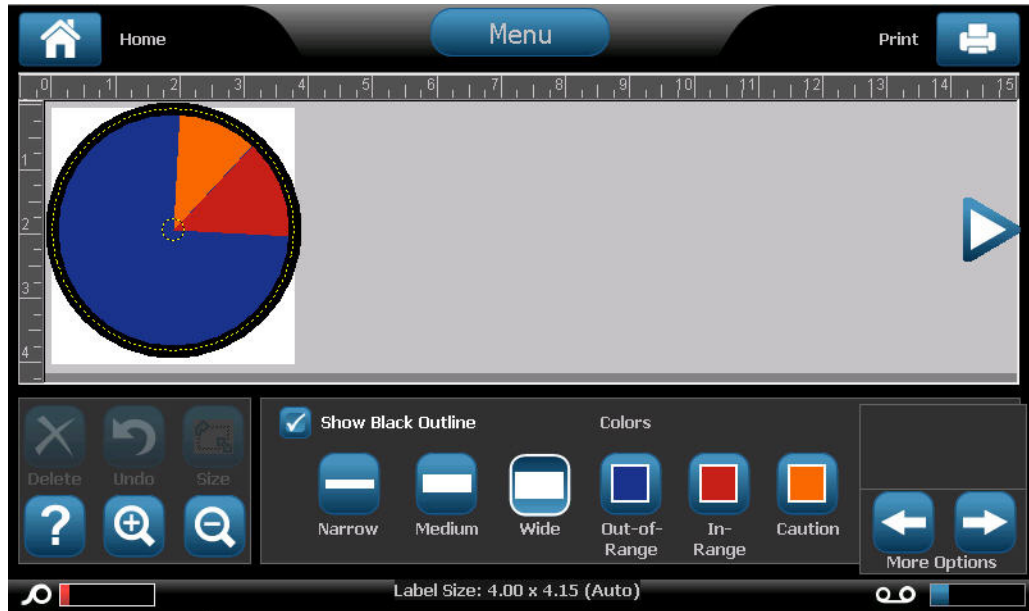 Home
Menu
Print
0 1 2 3 4 5 6 7 8 9 10 11 12 13 14 15
1
2
3
4
Show Black Outline
Colors
Delete
Undo
Size
?
Narrow
Medium
Wide
Out-of-
Range
In-
Range
Caution
More Options
Label Size: 4.00 x 4.15 (Auto)